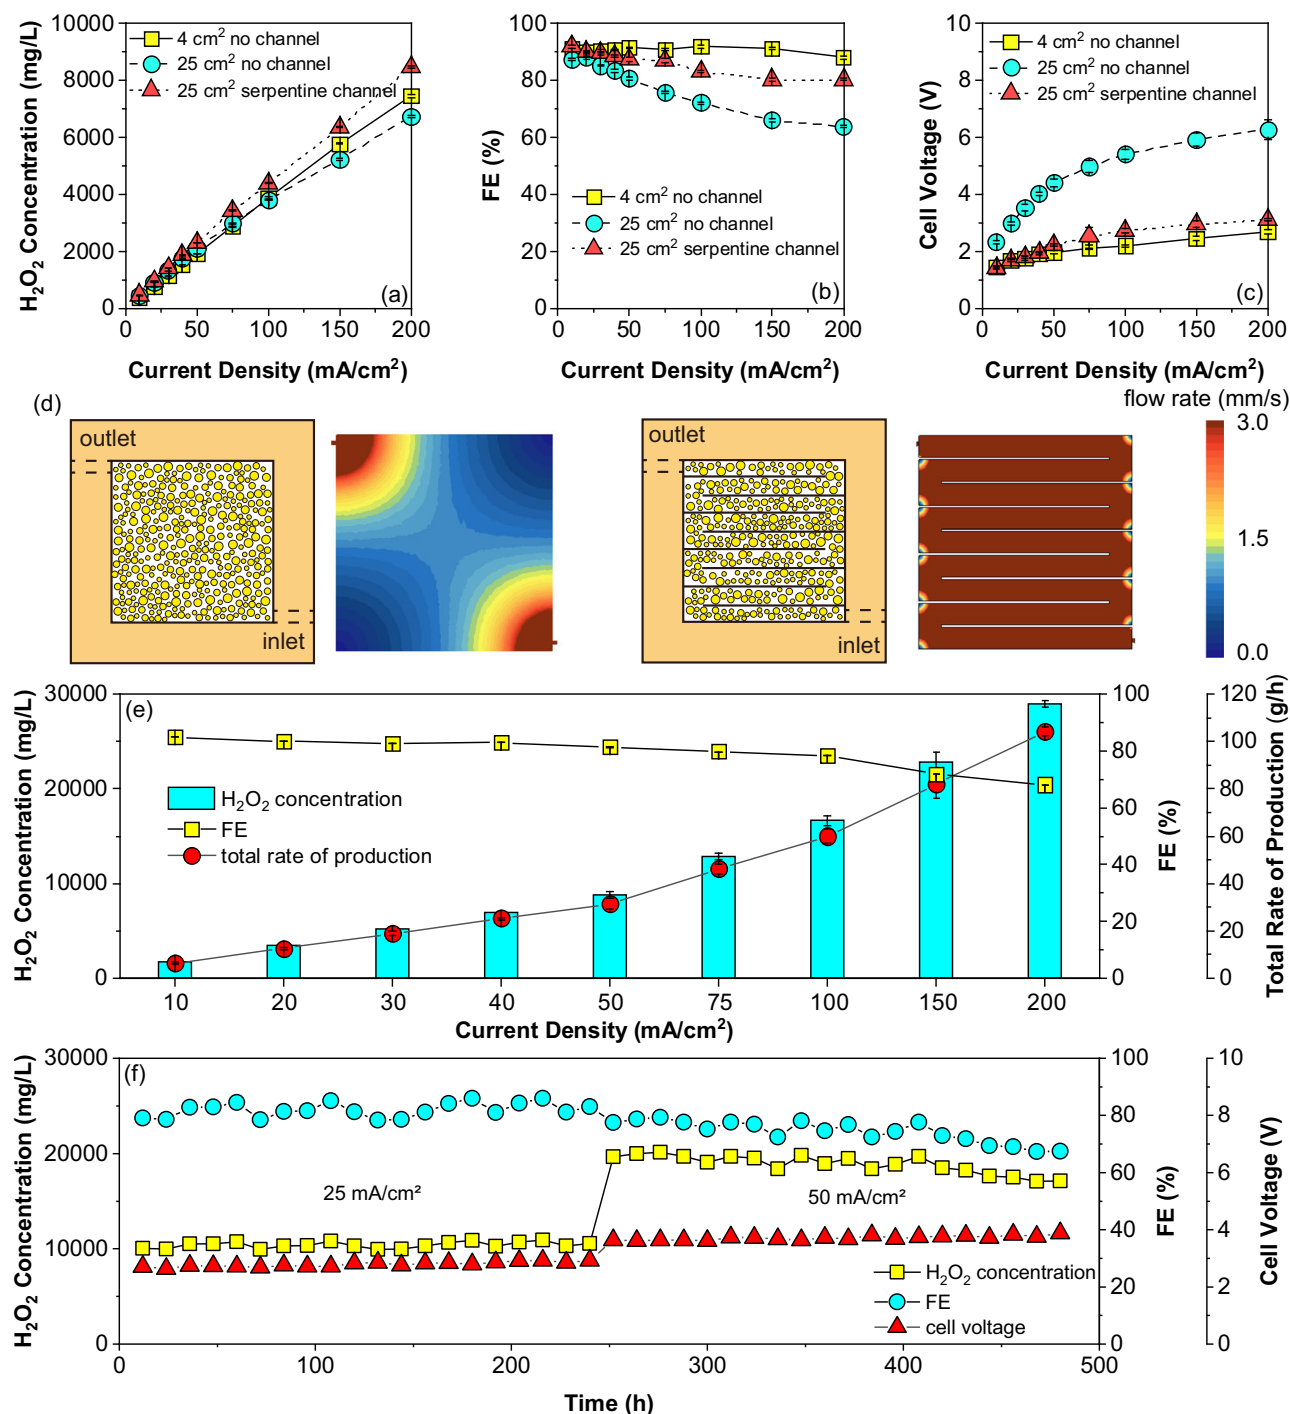 10000
8000
6000
4000
2000
0
H₂O₂ Concentration (mg/L)
4 cm² no channel
25 cm² no channel
25 cm² serpentine channel
(a)
0 50 100 150 200
Current Density (mA/cm²)
100
80
60
40
20
0
FE (%)
4 cm² no channel
25 cm² no channel
25 cm² serpentine channel
(b)
0 50 100 150 200
Current Density (mA/cm²)
10
8
6
4
2
0
Cell Voltage (V)
4 cm² no channel
25 cm² no channel
25 cm² serpentine channel
(c)
0 50 100 150 200
Current Density (mA/cm²)
(d)
outlet
inlet
outlet
inlet
flow rate (mm/s)
3.0
1.5
0.0
(e)
30000
20000
10000
0
H₂O₂ Concentration (mg/L)
H₂O₂ concentration
FE
total rate of production
100
80
60
40
20
0
FE (%)
120
100
80
60
40
20
0
Total Rate of Production (g/h)
10 20 30 40 50 75 100 150 200
Current Density (mA/cm²)
(f)
30000
20000
10000
0
H₂O₂ Concentration (mg/L)
25 mA/cm²
50 mA/cm²
H₂O₂ concentration
FE
cell voltage
100
80
60
40
20
0
FE (%)
10
8
6
4
2
0
Cell Voltage (V)
0 100 200 300 400 500
Time (h)